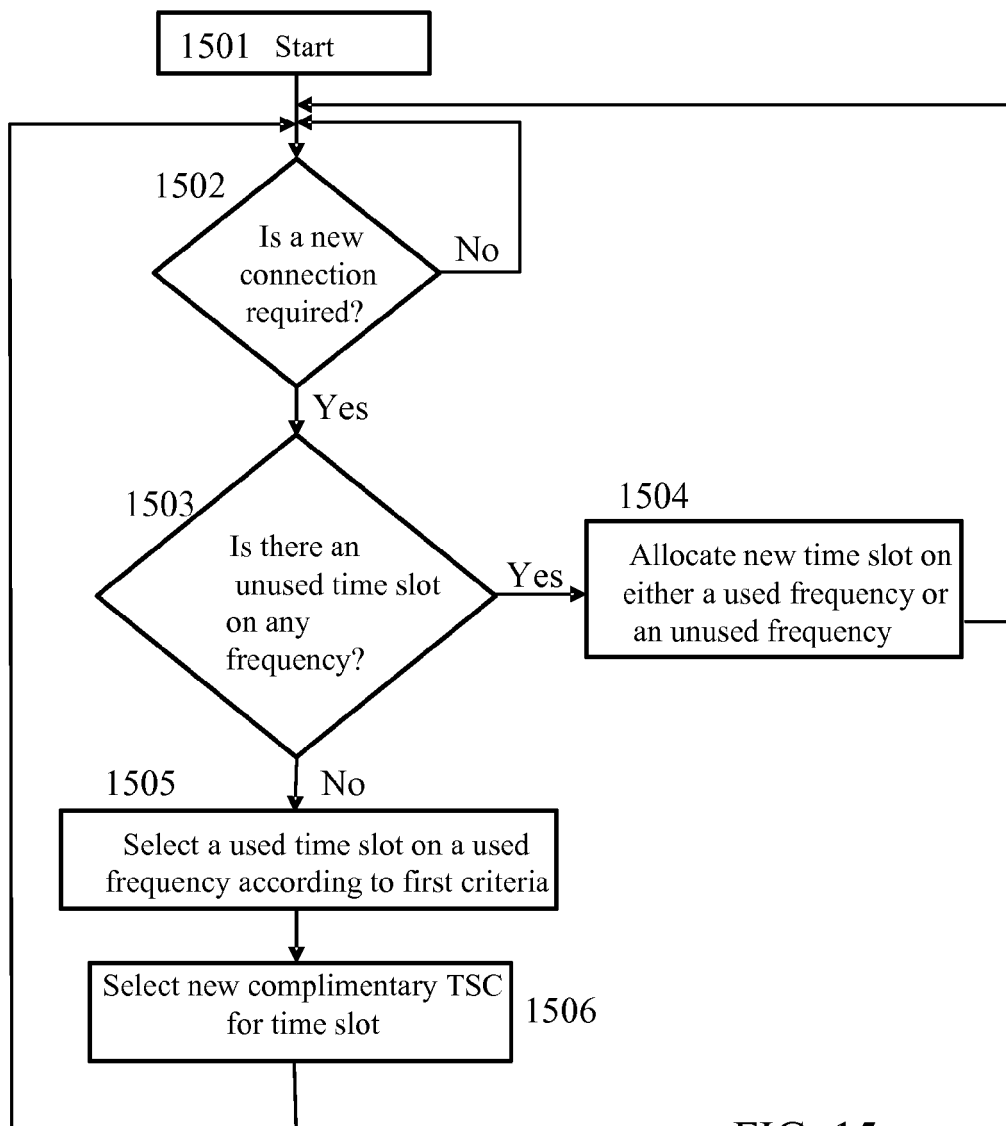 1501 Start
1502
Is a new
connection
required?
No
Yes
1503
Is there an
unused time slot
on any
frequency?
Yes
1504
Allocate new time slot on
either a used frequency or
an unused frequency
No
1505
Select a used time slot on a used
frequency according to first criteria
Select new complimentary TSC
for time slot
1506
FIG. 15